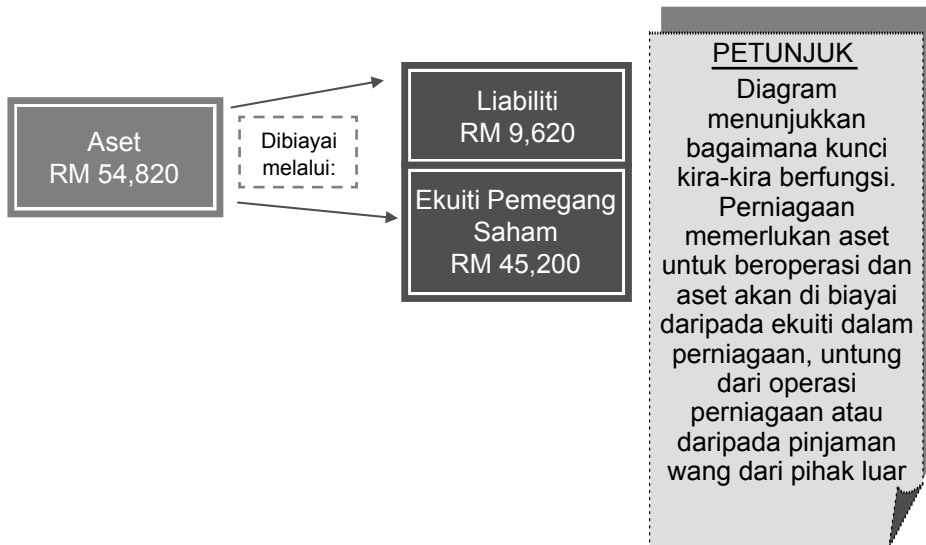 Aset
RM 54,820
Dibiayai
melalui:
Liabiliti
RM 9,620
Ekuiti Pemegang
Saham
RM 45,200
PETUNJUK
Diagram
menunjukkan
bagaimana kunci
kira-kira berfungsi.
Perniagaan
memerlukan aset
untuk beroperasi dan
aset akan di biayai
daripada ekuiti dalam
perniagaan, untung
dari operasi
perniagaan atau
daripada pinjaman
wang dari pihak luar